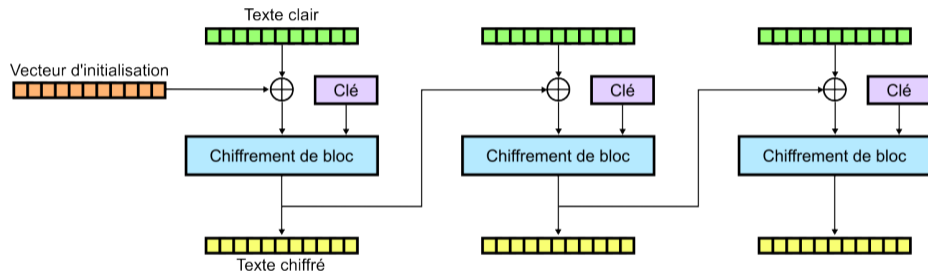 Texte clair
Vecteur d'initialisation
Clé
Clé
Clé
Chiffrement de bloc
Chiffrement de bloc
Chiffrement de bloc
Texte chiffré